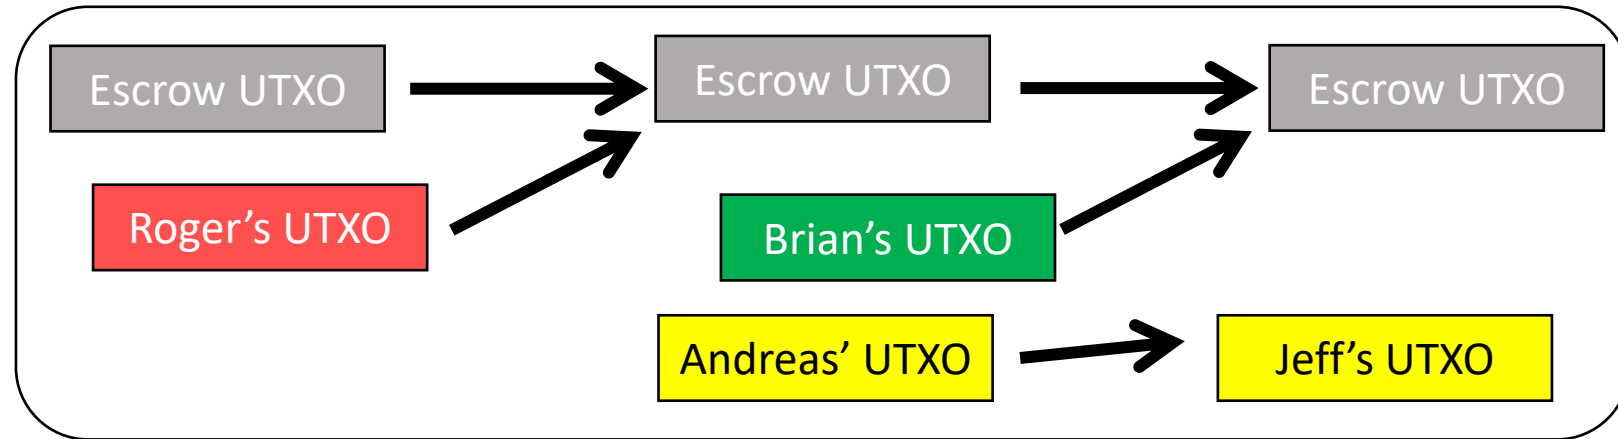 Escrow UTXO
Escrow UTXO
Escrow UTXO
Roger’s UTXO
Brian’s UTXO
Andreas’ UTXO
Jeff’s UTXO